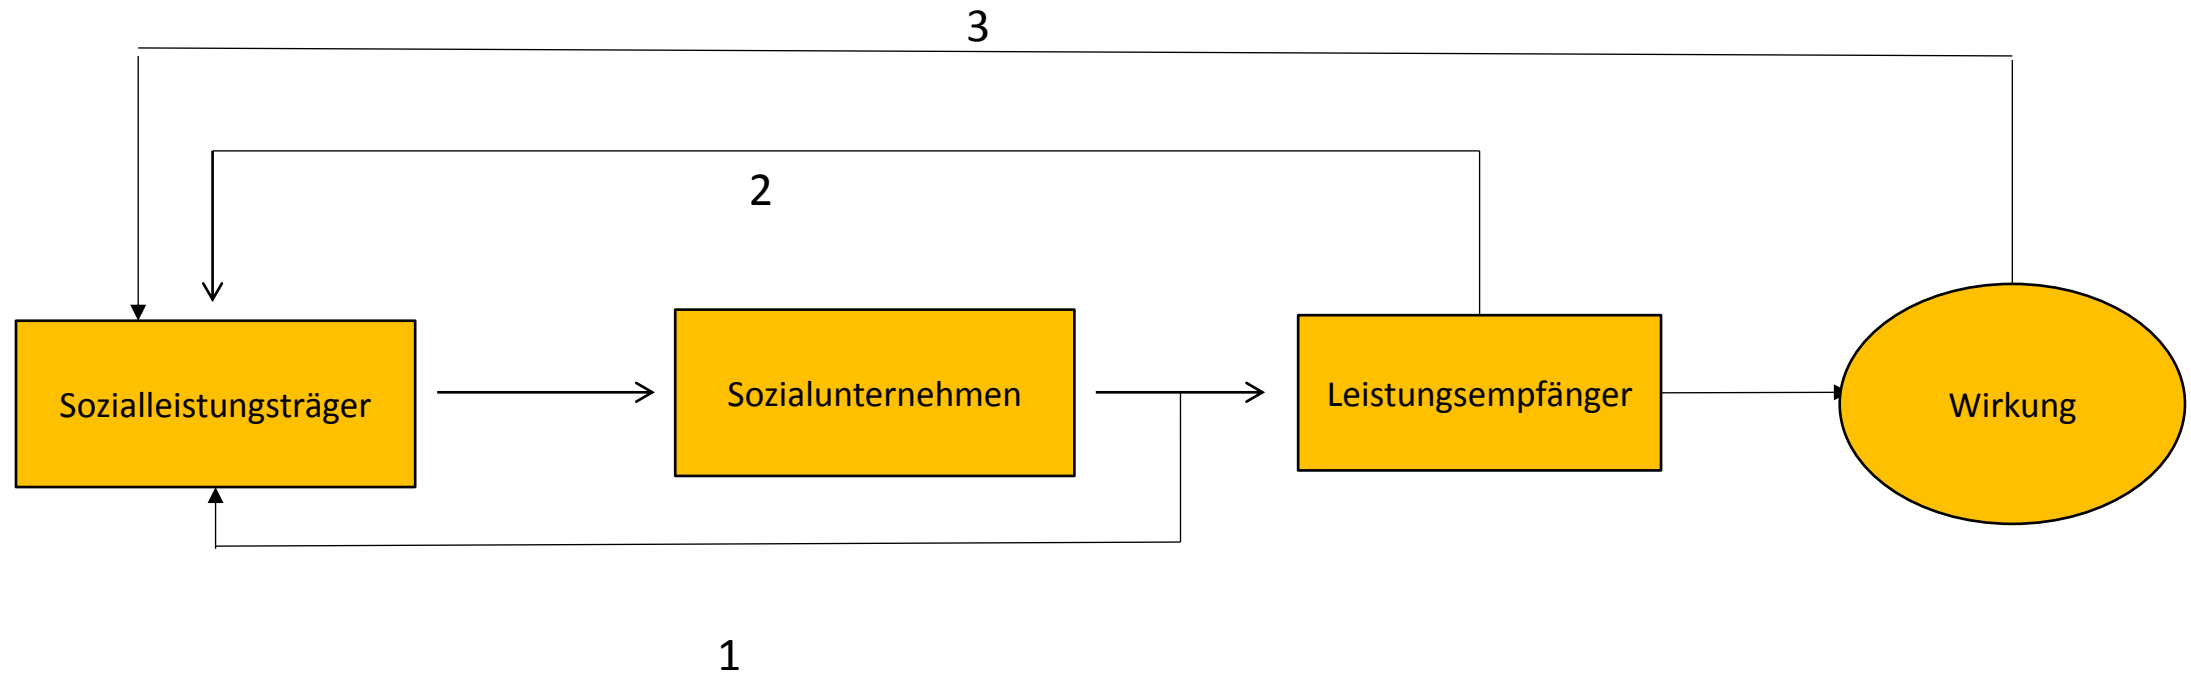 3
2
Sozialleistungsträger
Sozialunternehmen
Leistungsempfänger
Wirkung
1